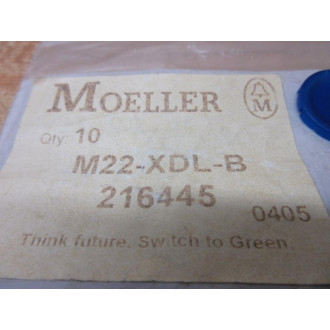 MOELLER
M
Qty: 10
M22-XDL-B
216445
0405
Think future. Switch to Green.